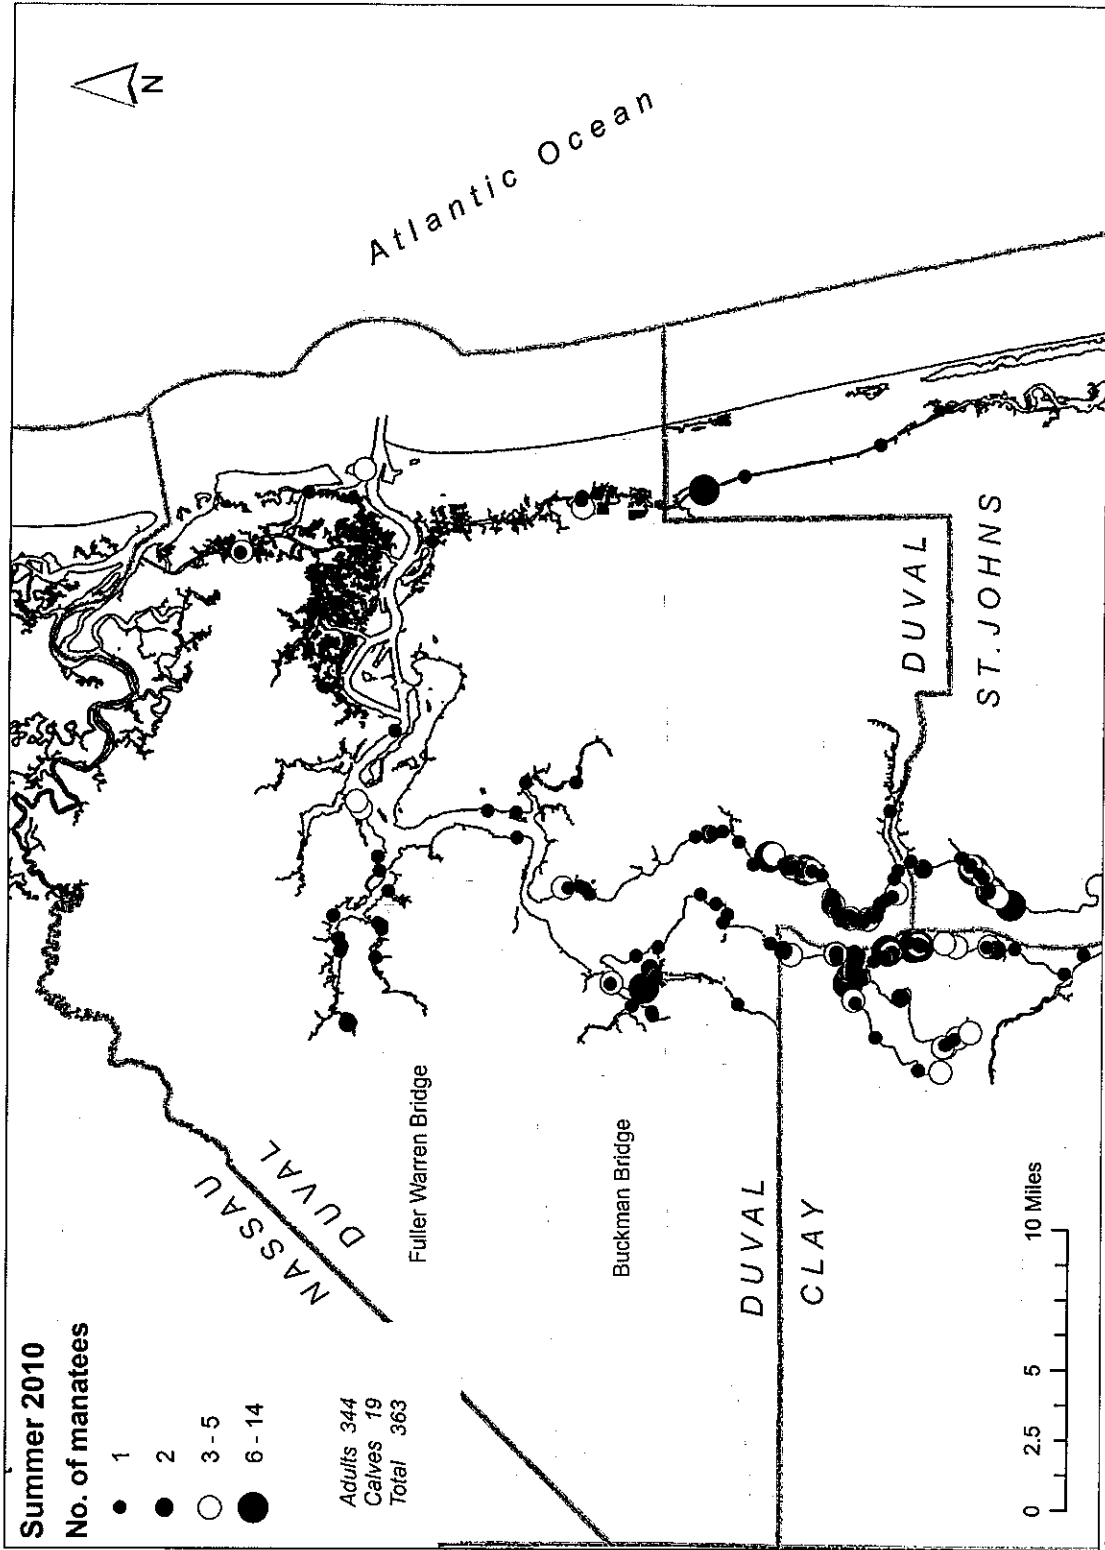 Summer 2010
No. of manatees
1
2
3 - 5
6 - 14
Adults 344
Calves 19
Total 363
N
Atlantic Ocean
NASSAU
DUVAL
Fuller Warren Bridge
Buckman Bridge
DUVAL
CLAY
DUVAL
ST. JOHNS
0 2.5 5 10 Miles